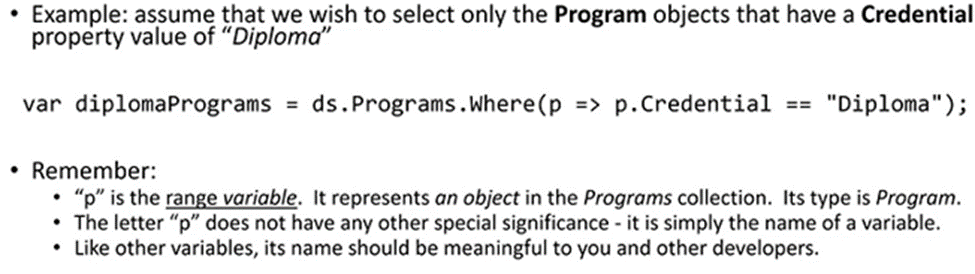 • Example: assume that we wish to select only the Program objects that have a Credential
property value of “Diploma”
var diplomaPrograms = ds.Programs.Where(p => p.Credential == "Diploma");
• Remember:
• “p” is the range variable. It represents an object in the Programs collection. Its type is Program.
• The letter “p” does not have any other special significance - it is simply the name of a variable.
• Like other variables, its name should be meaningful to you and other developers.